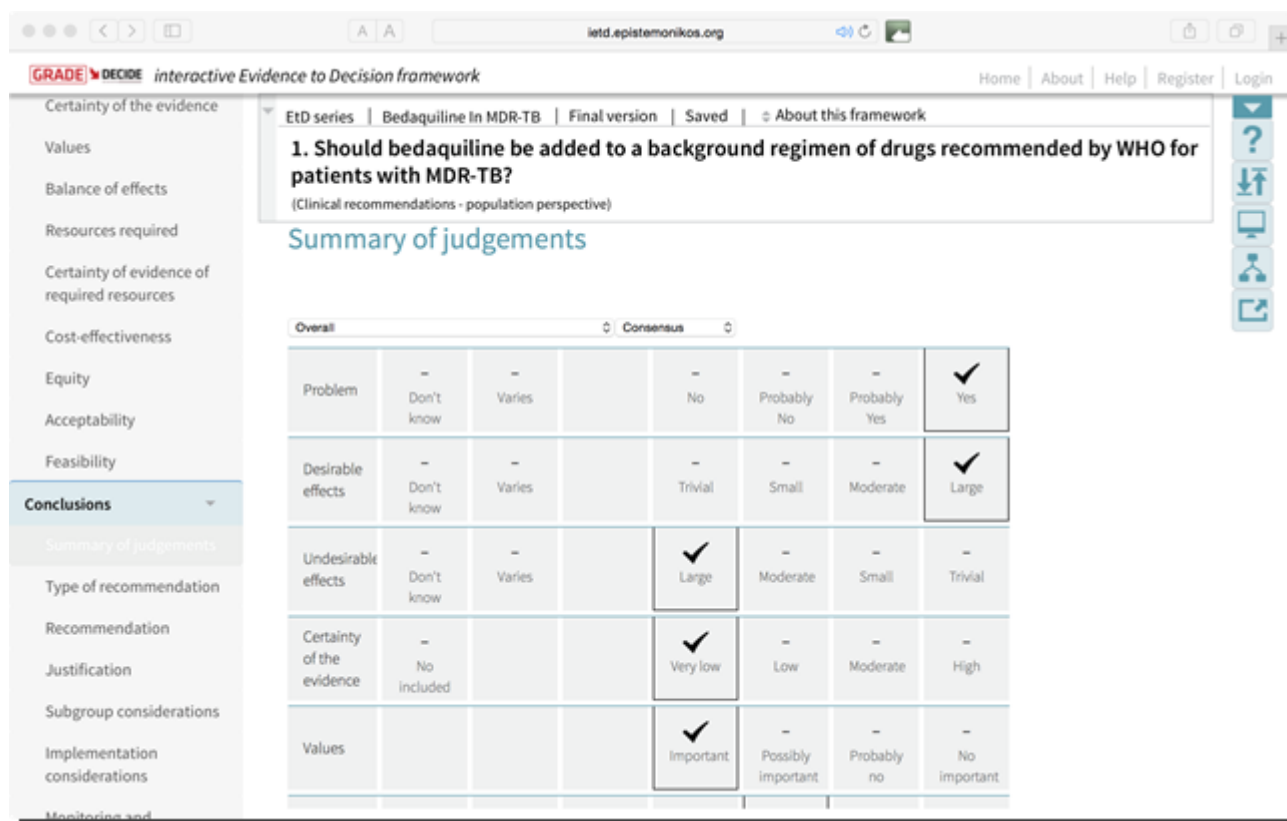 A A
ietd.epistemonikos.org
GRADE DECIDE interactive Evidence to Decision framework
Home | About | Help | Register | Login
Certainty of the evidence
Values
Balance of effects
Resources required
Certainty of evidence of
required resources
Cost-effectiveness
Equity
Acceptability
Feasibility
Conclusions
Summary of judgements
Type of recommendation
Recommendation
Justification
Subgroup considerations
Implementation
considerations
Monitoring and
EtD series | Bedaquiline In MDR-TB | Final version | Saved | About this framework
1. Should bedaquiline be added to a background regimen of drugs recommended by WHO for
patients with MDR-TB?
(Clinical recommendations - population perspective)
?
Summary of judgements
Overall Consensus
Problem - Don't know - Varies - No - Probably No - Probably Yes ✓ Yes
Desirable effects - Don't know - Varies - Trivial - Small - Moderate ✓ Large
Undesirable effects - Don't know - Varies ✓ Large - Moderate - Small - Trivial
Certainty of the evidence - No included ✓ Very low - Low - Moderate - High
Values ✓ Important - Possibly important - Probably no - No important